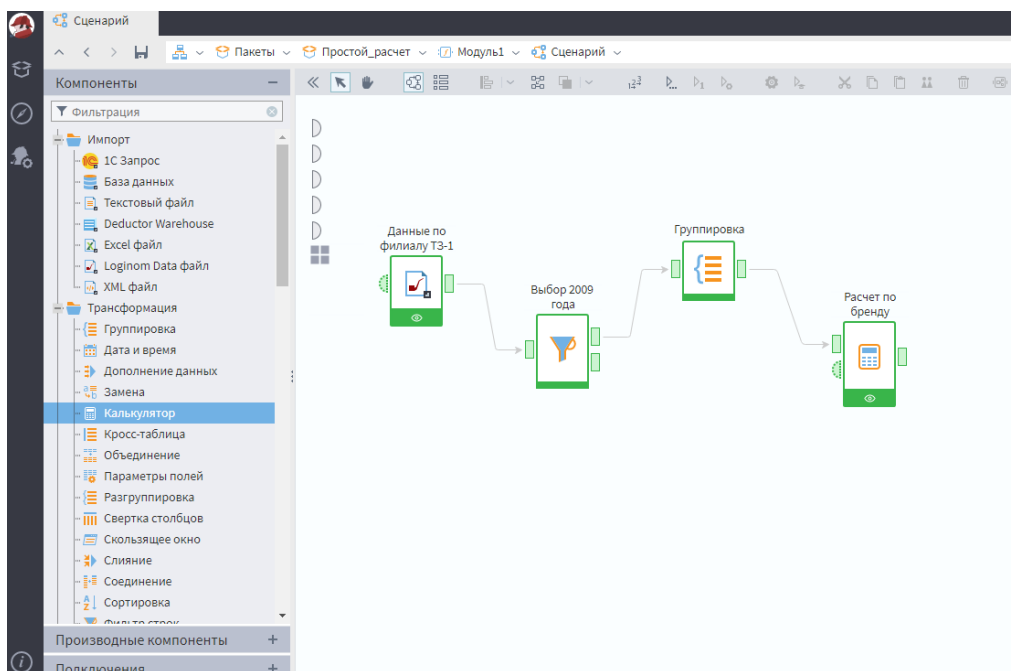 Сценарий
Пакеты
Простой_расчет
Модуль1
Сценарий
Компоненты
Фильтрация
Импорт
1С Запрос
База данных
Текстовый файл
Deductor Warehouse
Excel файл
Loginom Data файл
XML файл
Трансформация
Группировка
Дата и время
Дополнение данных
Замена
Калькулятор
Кросс-таблица
Объединение
Параметры полей
Разгруппировка
Свертка столбцов
Скользящее окно
Слияние
Соединение
Сортировка
Фильтр строк
Производные компоненты
Подключения
Данные по
филиалу ТЗ-1
Выбор 2009
года
Группировка
Расчет по
бренду